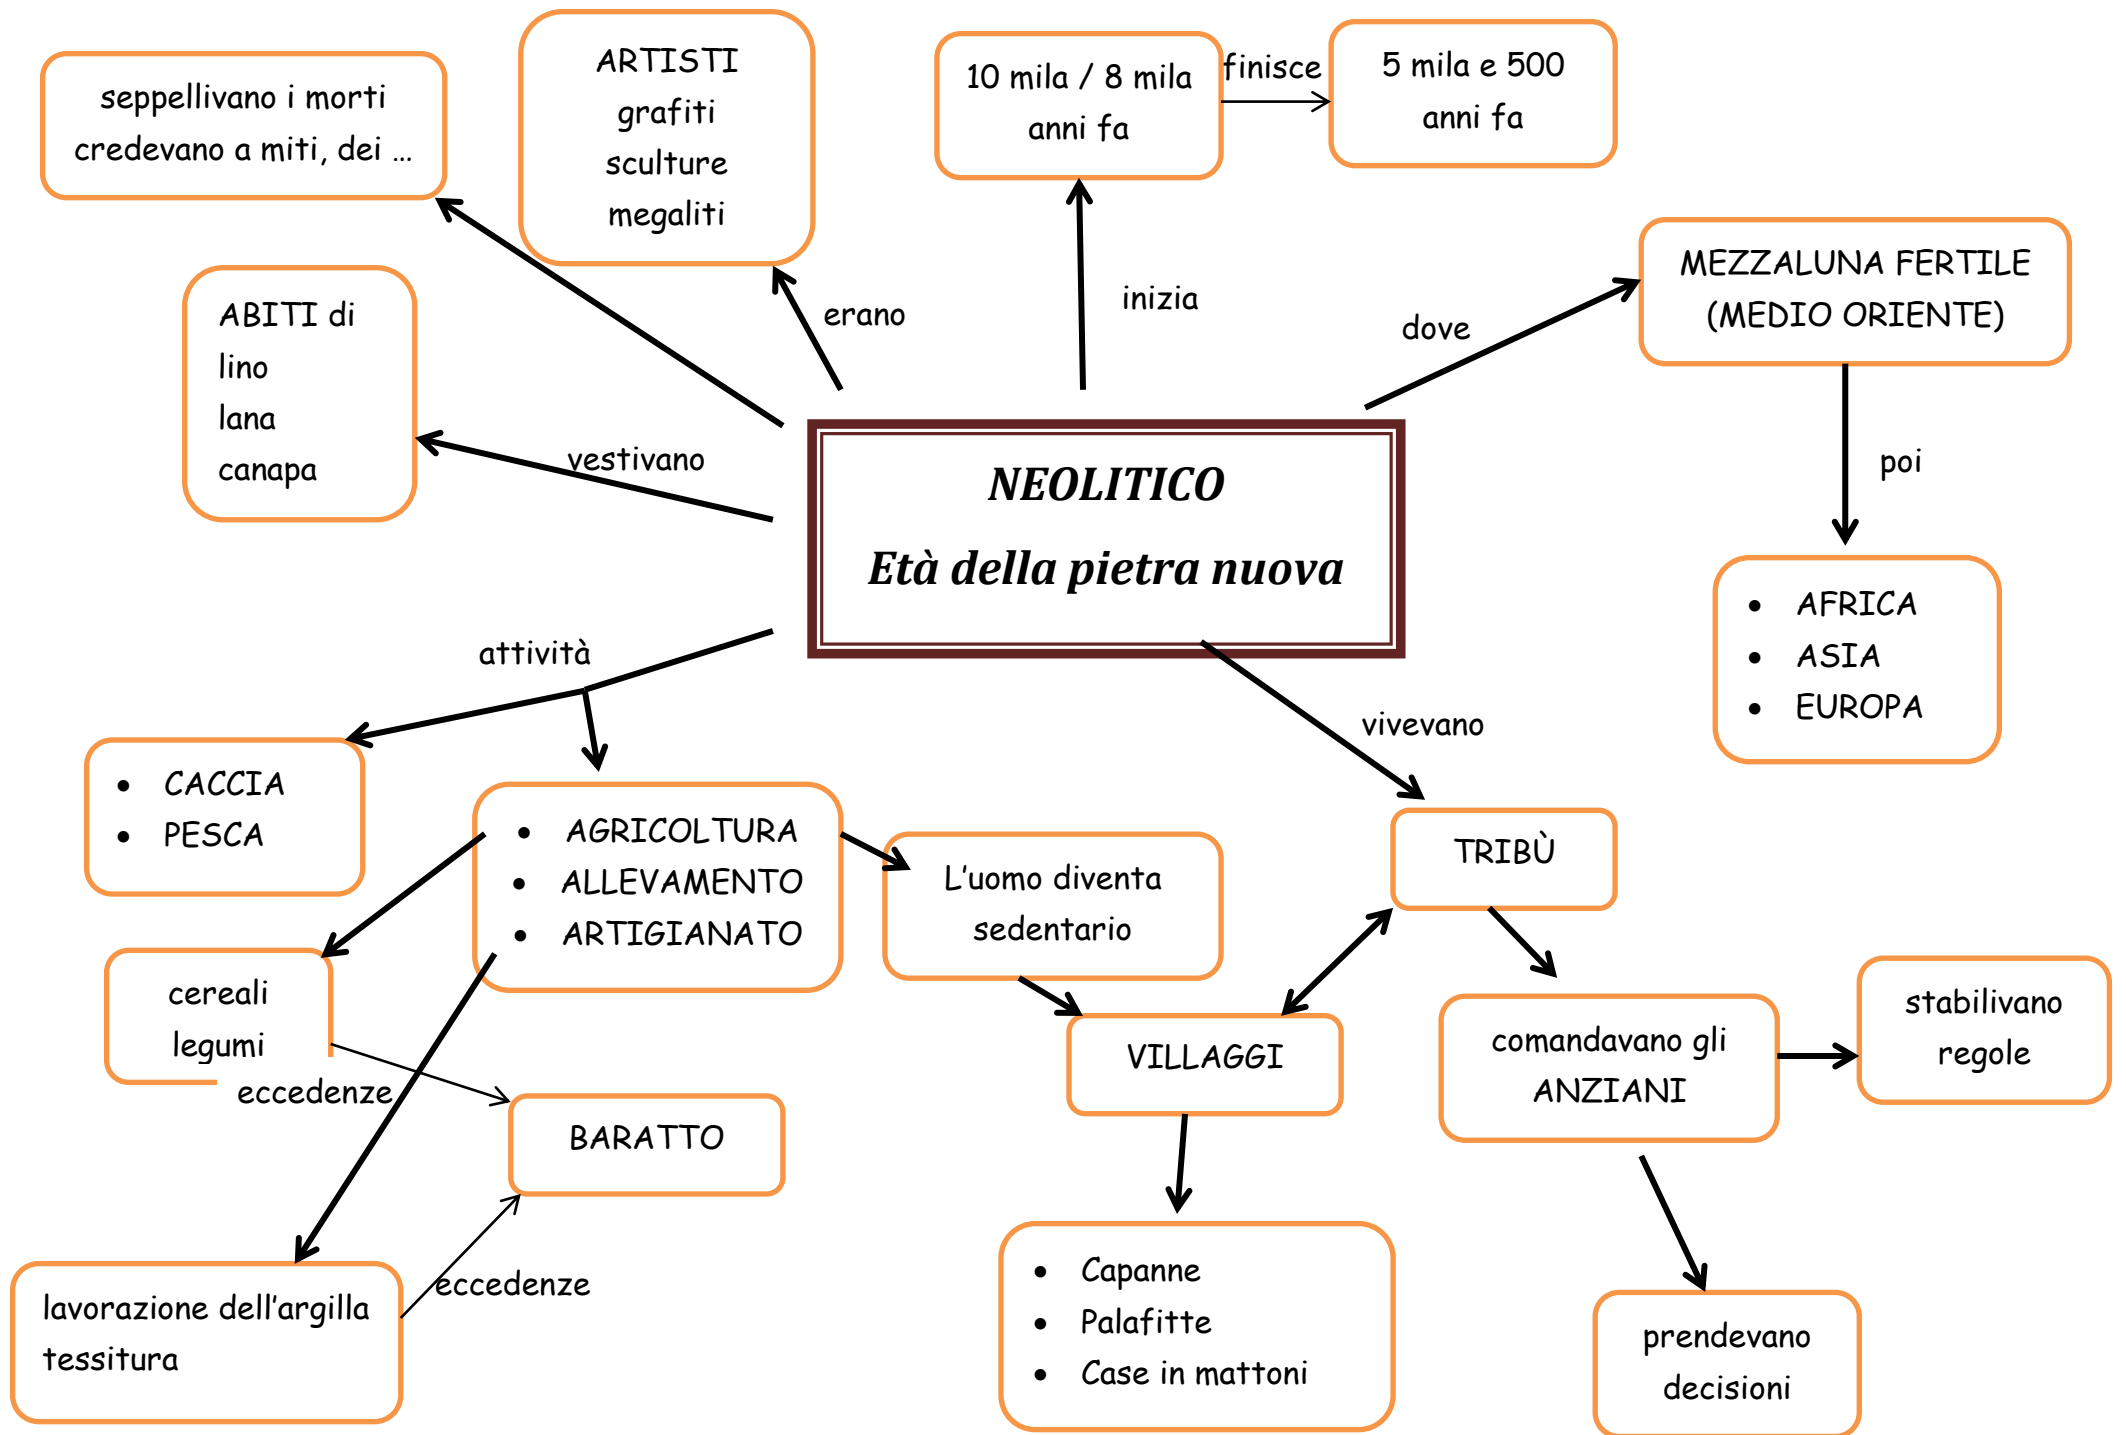 seppellivano i morti
credevano a miti, dei …
ARTISTI
grafiti
sculture
megaliti
10 mila / 8 mila
anni fa
finisce
5 mila e 500
anni fa
MEZZALUNA FERTILE
(MEDIO ORIENTE)
ABITI di
lino
lana
canapa
erano
inizia
dove
vestivano
poi
NEOLITICO
Età della pietra nuova
• AFRICA
• ASIA
• EUROPA
attività
vivevano
• CACCIA
• PESCA
• AGRICOLTURA
• ALLEVAMENTO
• ARTIGIANATO
L'uomo diventa
sedentario
TRIBÙ
cereali
legumi
eccedenze
BARATTO
VILLAGGI
comandavano gli
ANZIANI
stabilivano
regole
lavorazione dell'argilla
tessitura
eccedenze
• Capanne
• Palafitte
• Case in mattoni
prendevano
decisioni